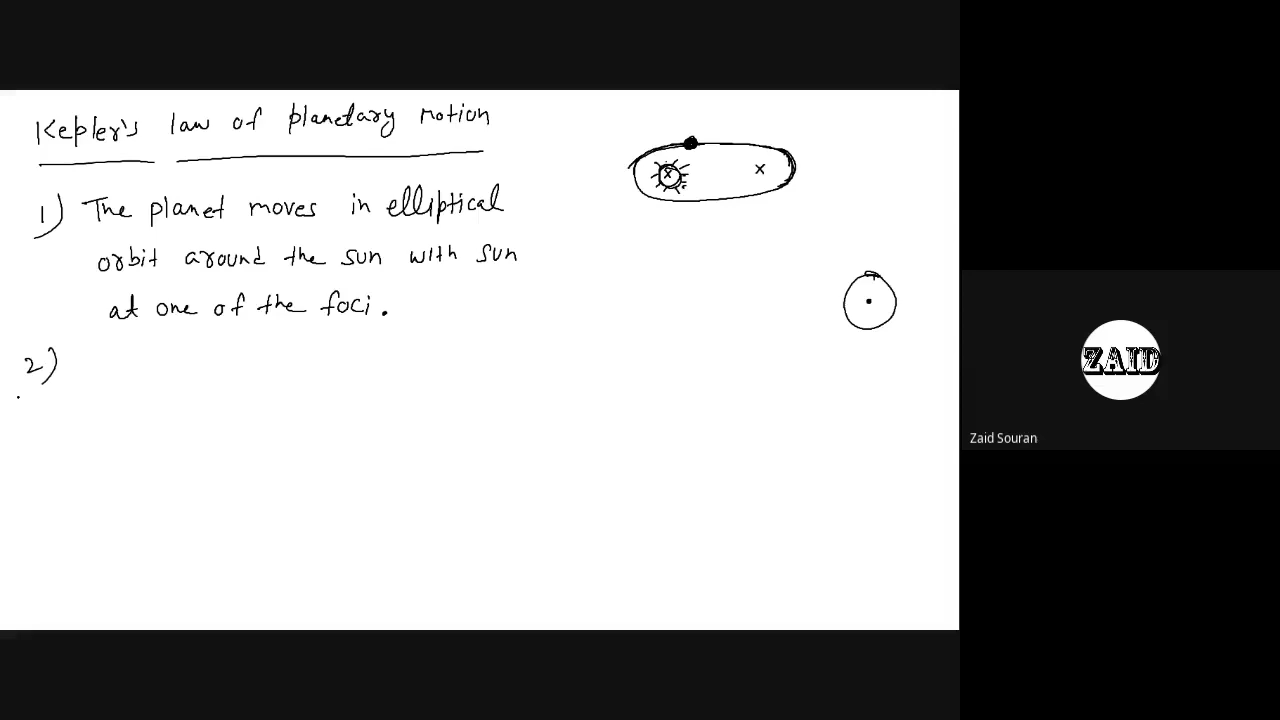 Kepler's law of planetary motion
1) The planet moves in elliptical
orbit around the sun with sun
at one of the foci.
2)
ZAID
Zaid Souran